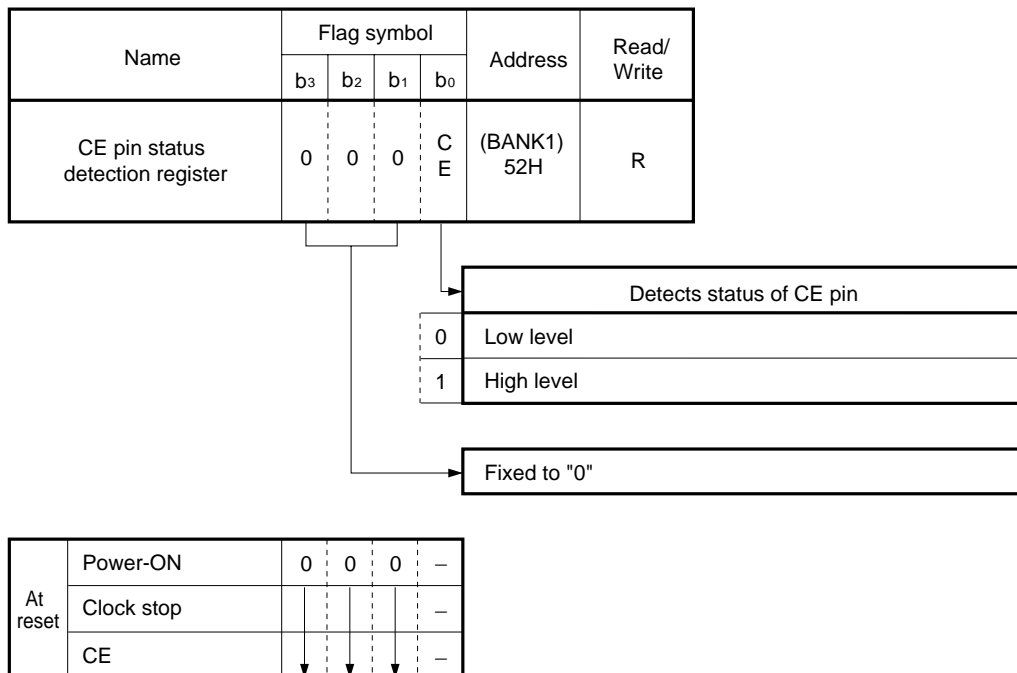 Name
Flag symbol
b3 b2 b1 b0
Address
Read/
Write
CE pin status
detection register
0 0 0 C
E
(BANK1)
52H
R
Detects status of CE pin
0 Low level
1 High level
Fixed to "0"
At
reset
Power-ON 0 0 0 –
Clock stop –
CE –